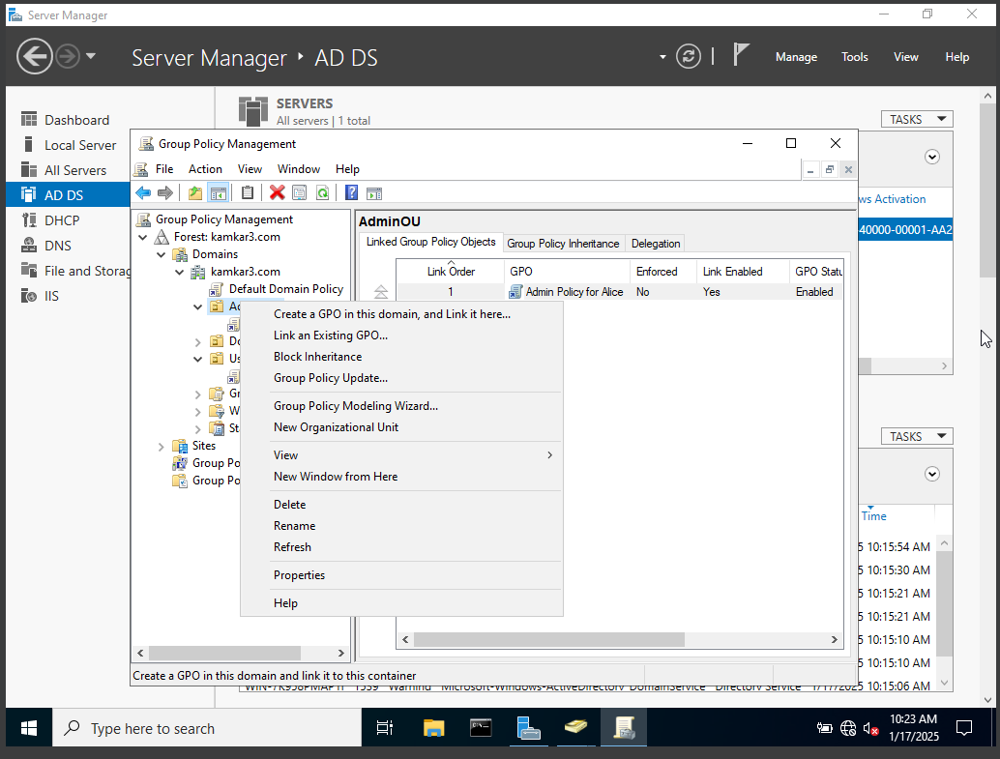 Server Manager
Server Manager ‣ AD DS
Manage Tools View Help
Dashboard
Local Server
All Servers
AD DS
DHCP
DNS
File and Storag
IIS
SERVERS
All servers | 1 total
TASKS
ws Activation
40000-00001-AA2
Group Policy Management
File Action View Window Help
Group Policy Management
Forest: kamkar3.com
Domains
kamkar3.com
Default Domain Policy
Ad
Do
Us
Gr
W
St
Sites
Group Po
Group Po
AdminOU
Linked Group Policy Objects Group Policy Inheritance Delegation
Link Order GPO Enforced Link Enabled GPO Statu
1 Admin Policy for Alice No Yes Enabled
Create a GPO in this domain, and Link it here...
Link an Existing GPO...
Block Inheritance
Group Policy Update...
Group Policy Modeling Wizard...
New Organizational Unit
View
New Window from Here
Delete
Rename
Refresh
Properties
Help
Create a GPO in this domain and link it to this container
TASKS
Time
5 10:15:54 AM
5 10:15:30 AM
5 10:15:21 AM
5 10:15:21 AM
5 10:15:10 AM
5 10:15:10 AM
1539 Warning Microsoft-Windows-ActiveDirectory_DomainService Directory Service 1/17/2025 10:15:06 AM
Type here to search
10:23 AM
1/17/2025